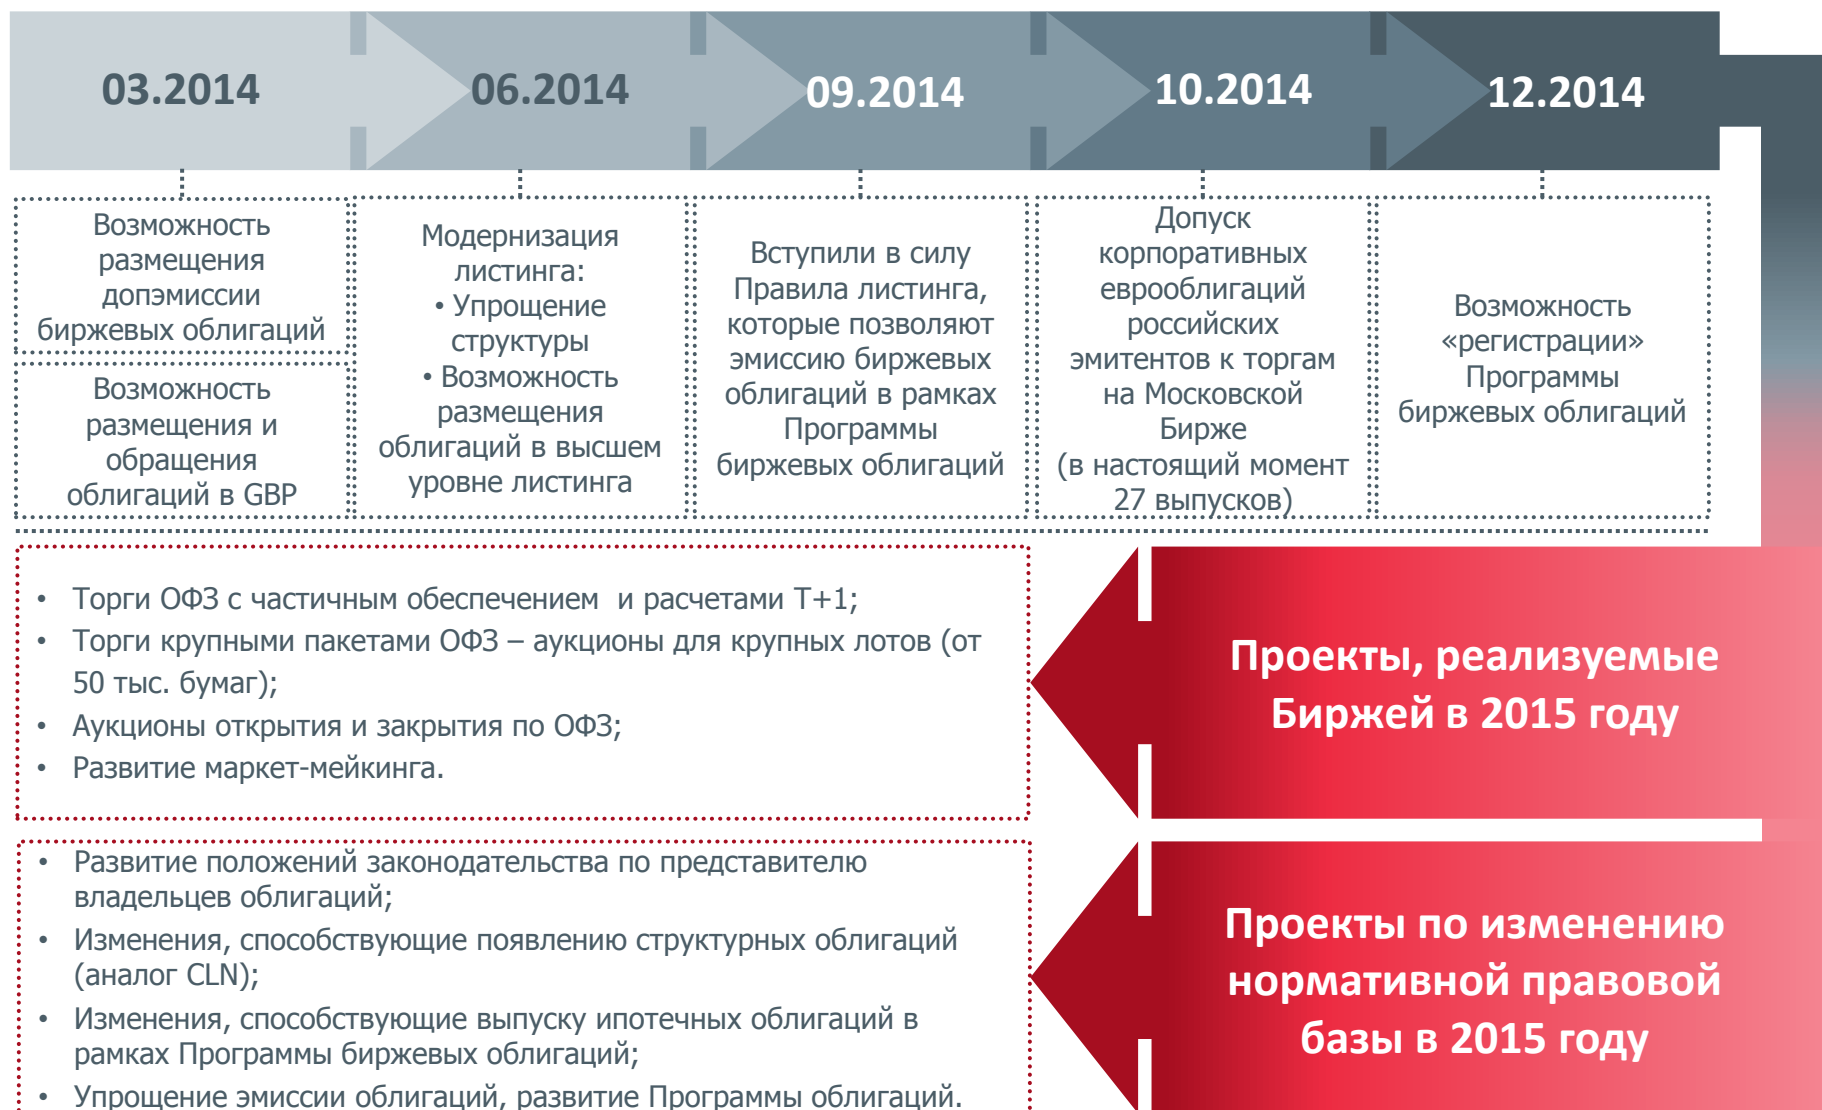 03.2014
06.2014
09.2014
10.2014
12.2014
Возможность
размещения
допэмиссии
биржевых облигаций
Возможность
размещения и
обращения
облигаций в GBP
Модернизация
листинга:
• Упрощение
структуры
• Возможность
размещения
облигаций в высшем
уровне листинга
Вступили в силу
Правила листинга,
которые позволяют
эмиссию биржевых
облигаций в рамках
Программы
биржевых облигаций
Допуск
корпоративных
еврооблигаций
российских
эмитентов к торгам
на Московской
Бирже
(в настоящий момент
27 выпусков)
Возможность
«регистрации»
Программы
биржевых облигаций
• Торги ОФЗ с частичным обеспечением и расчетами Т+1;
• Торги крупными пакетами ОФЗ – аукционы для крупных лотов (от
50 тыс. бумаг);
• Аукционы открытия и закрытия по ОФЗ;
• Развитие маркет-мейкинга.
Проекты, реализуемые
Биржей в 2015 году
• Развитие положений законодательства по представителю
владельцев облигаций;
• Изменения, способствующие появлению структурных облигаций
(аналог CLN);
• Изменения, способствующие выпуску ипотечных облигаций в
рамках Программы биржевых облигаций;
• Упрощение эмиссии облигаций, развитие Программы облигаций.
Проекты по изменению
нормативной правовой
базы в 2015 году